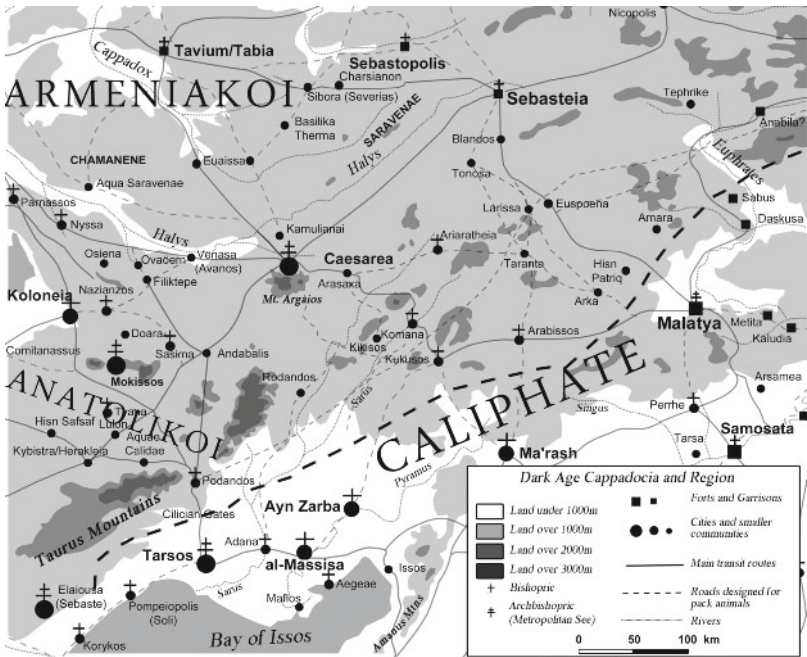 Nicopolis
Tavium/Tabia
Cappadox
Sebastopolis
Charsianon
Sibora (Severias)
ARMENIAKOI
Sebasteia
Tephrike
Anabila?
Basilika
Therma
SARAVENAE
Halys
Blandos
Euphrates
CHAMANENE
Euaissa
Tonosa
Aqua Saravenae
Parnassos
Nyssa
Larissa
Euspoena
Sabus
Amara
Daskusa
Halys
Kamulianai
Ariaratheia
Osiena
Ovacem
Venasa
(Avanos)
Caesarea
Taranta
Hisn
Patriq
Nazianzos
Filiktepe
Arasaxa
Mt. Argaios
Arka
Koloneia
Malatya
Metita
Kaludia
Doara
Sasima
Komana
Kikisos
Arabissos
Comitanassus
Andabalis
Kukusos
Mokissos
Rodandos
Arsamea
ANATOLIKOI
Sarus
CALIPHATE
Singus
Perrhe
Tyana
Hisn Safsaf
Lulon
Aquae
Calidae
Kybistra/Herakleia
Samosata
Tarsa
Ma'rash
Podandos
Pyramus
Cilician Gates
Ayn Zarba
Taurus Mountains
Tarsos
Adana
al-Massisa
Issos
Elaiousa
(Sebaste)
Pompeiopolis
(Soli)
Sarus
Mallos
Aegeae
Amanus Mtns
Korykos
Bay of Issos
Dark Age Cappadocia and Region
Land under 1000m
Land over 1000m
Land over 2000m
Land over 3000m
Bishopric
Archbishopric
(Metropolitan See)
Forts and Garrisons
Cities and smaller
communities
Main transit routes
Roads designed for
pack animals
Rivers
0 50 100 km